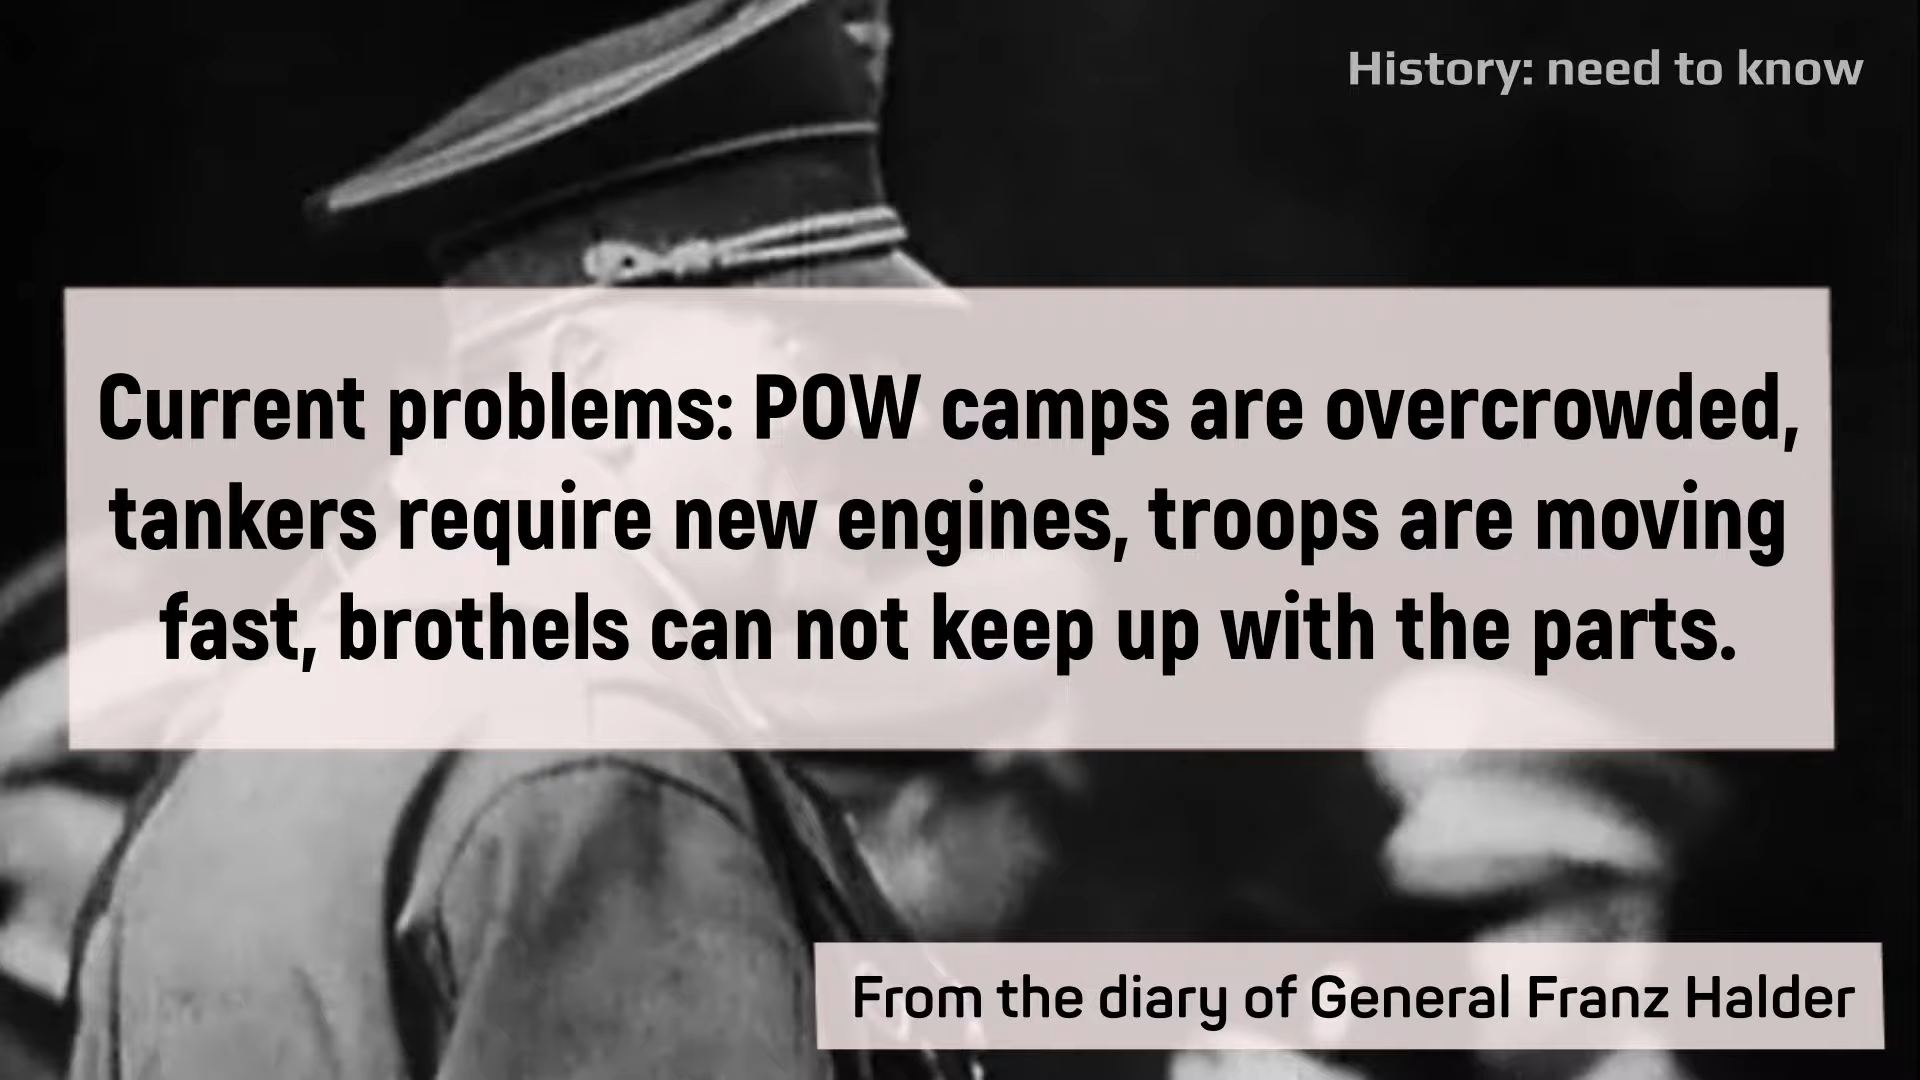 History: need to know
Current problems: POW camps are overcrowded,
tankers require new engines, troops are moving
fast, brothels can not keep up with the parts.
From the diary of General Franz Halder